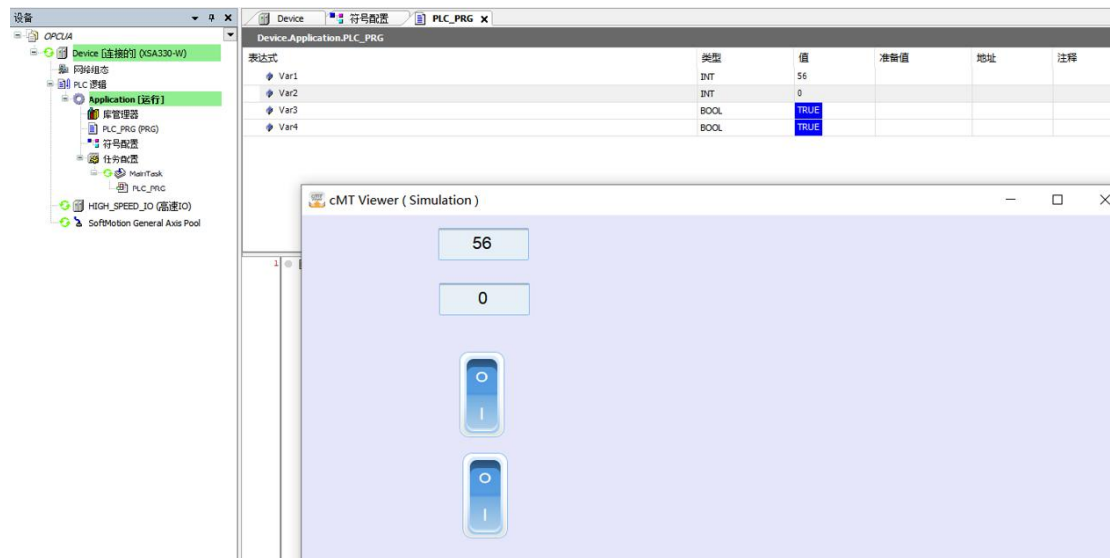 设备
Device
符号配置
PLC_PRG
OPCUA
Device [连接的] (XSA330-W)
网络组态
PLC 逻辑
Application [运行]
库管理器
PLC_PRG (PRG)
符号配置
任务配置
MainTask
PLC_PRG
HIGH_SPEED_IO (高速IO)
SoftMotion General Axis Pool
Device.Application.PLC_PRG
表达式 类型 值 准备值 地址 注释
Var1 INT 56
Var2 INT 0
Var3 BOOL TRUE
Var4 BOOL TRUE
1
cMT Viewer ( Simulation )
56
0
O
I
O
I